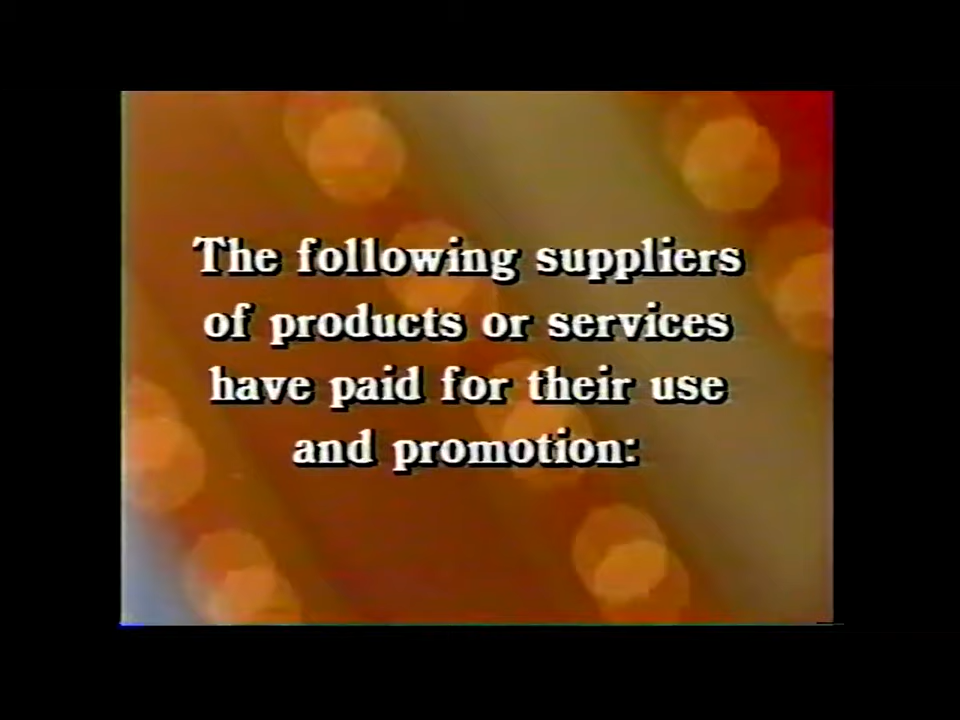 The following suppliers
of products or services
have paid for their use
and promotion: